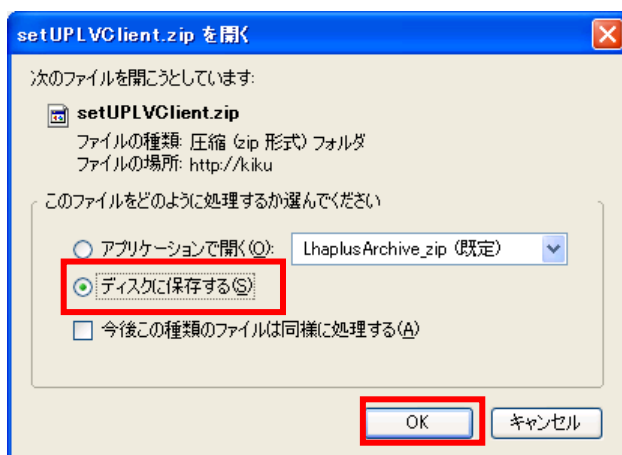 setUPLVClient.zip を開く
次のファイルを開こうとしています:
setUPLVClient.zip
ファイルの種類: 圧縮 (zip 形式) フォルダ
ファイルの場所: http://kiku
このファイルをどのように処理するか選んでください
アプリケーションで開く(O): LhaplusArchive_zip (既定)
ディスクに保存する(S)
今後この種類のファイルは同様に処理する(A)
OK キャンセル